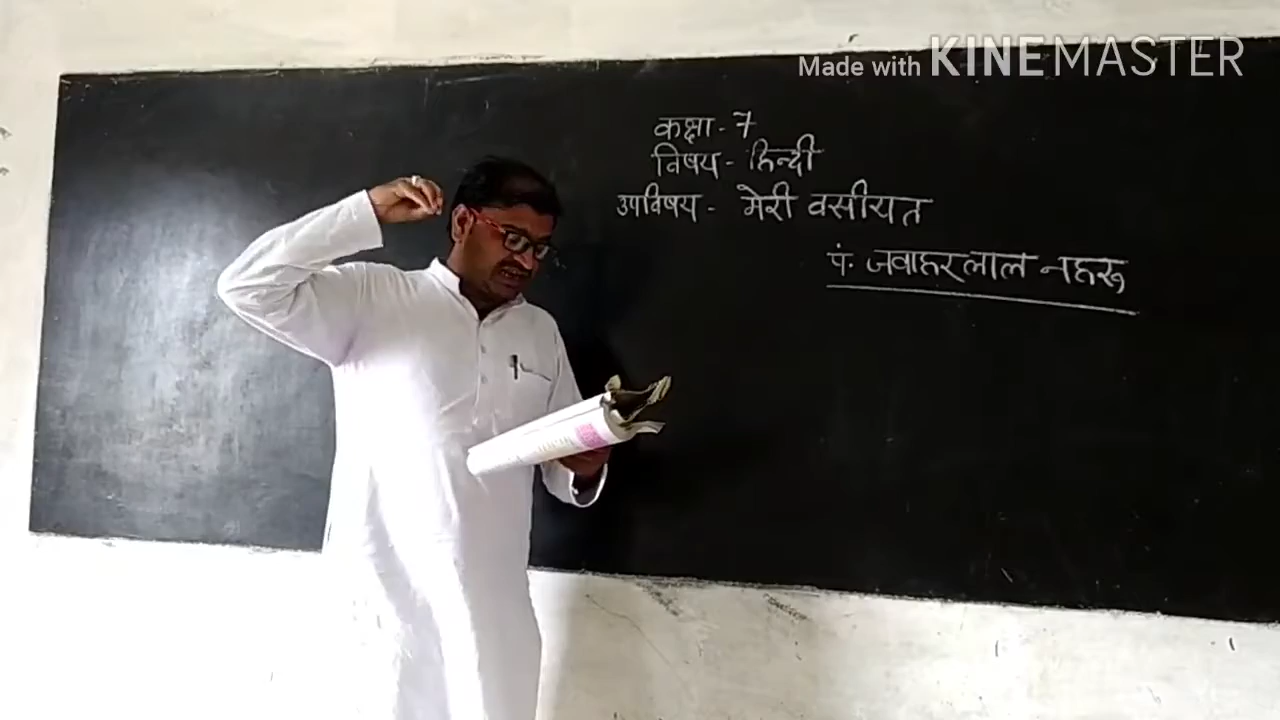 Made with KINEMASTER
कक्षा - 7
विषय - हिन्दी
उपविषय - मेरी वसीयत
पं. जवाहरलाल नेहरू